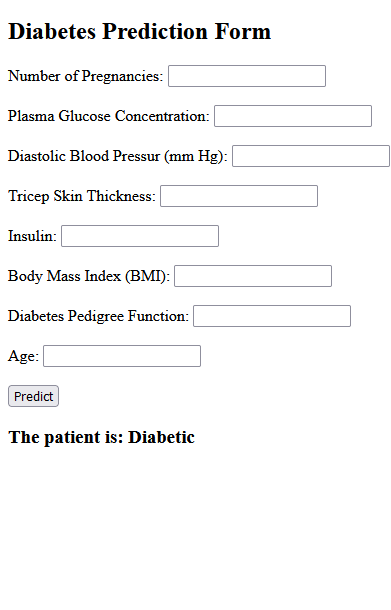 Diabetes Prediction Form
Number of Pregnancies:
Plasma Glucose Concentration:
Diastolic Blood Pressur (mm Hg):
Tricep Skin Thickness:
Insulin:
Body Mass Index (BMI):
Diabetes Pedigree Function:
Age:
Predict
The patient is: Diabetic